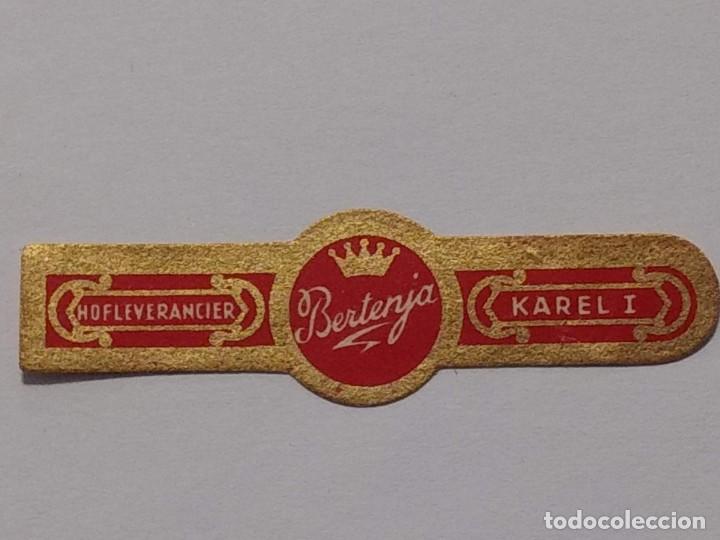 HOFLEVERANCIER
Bertenja
KAREL I
todocoleccion